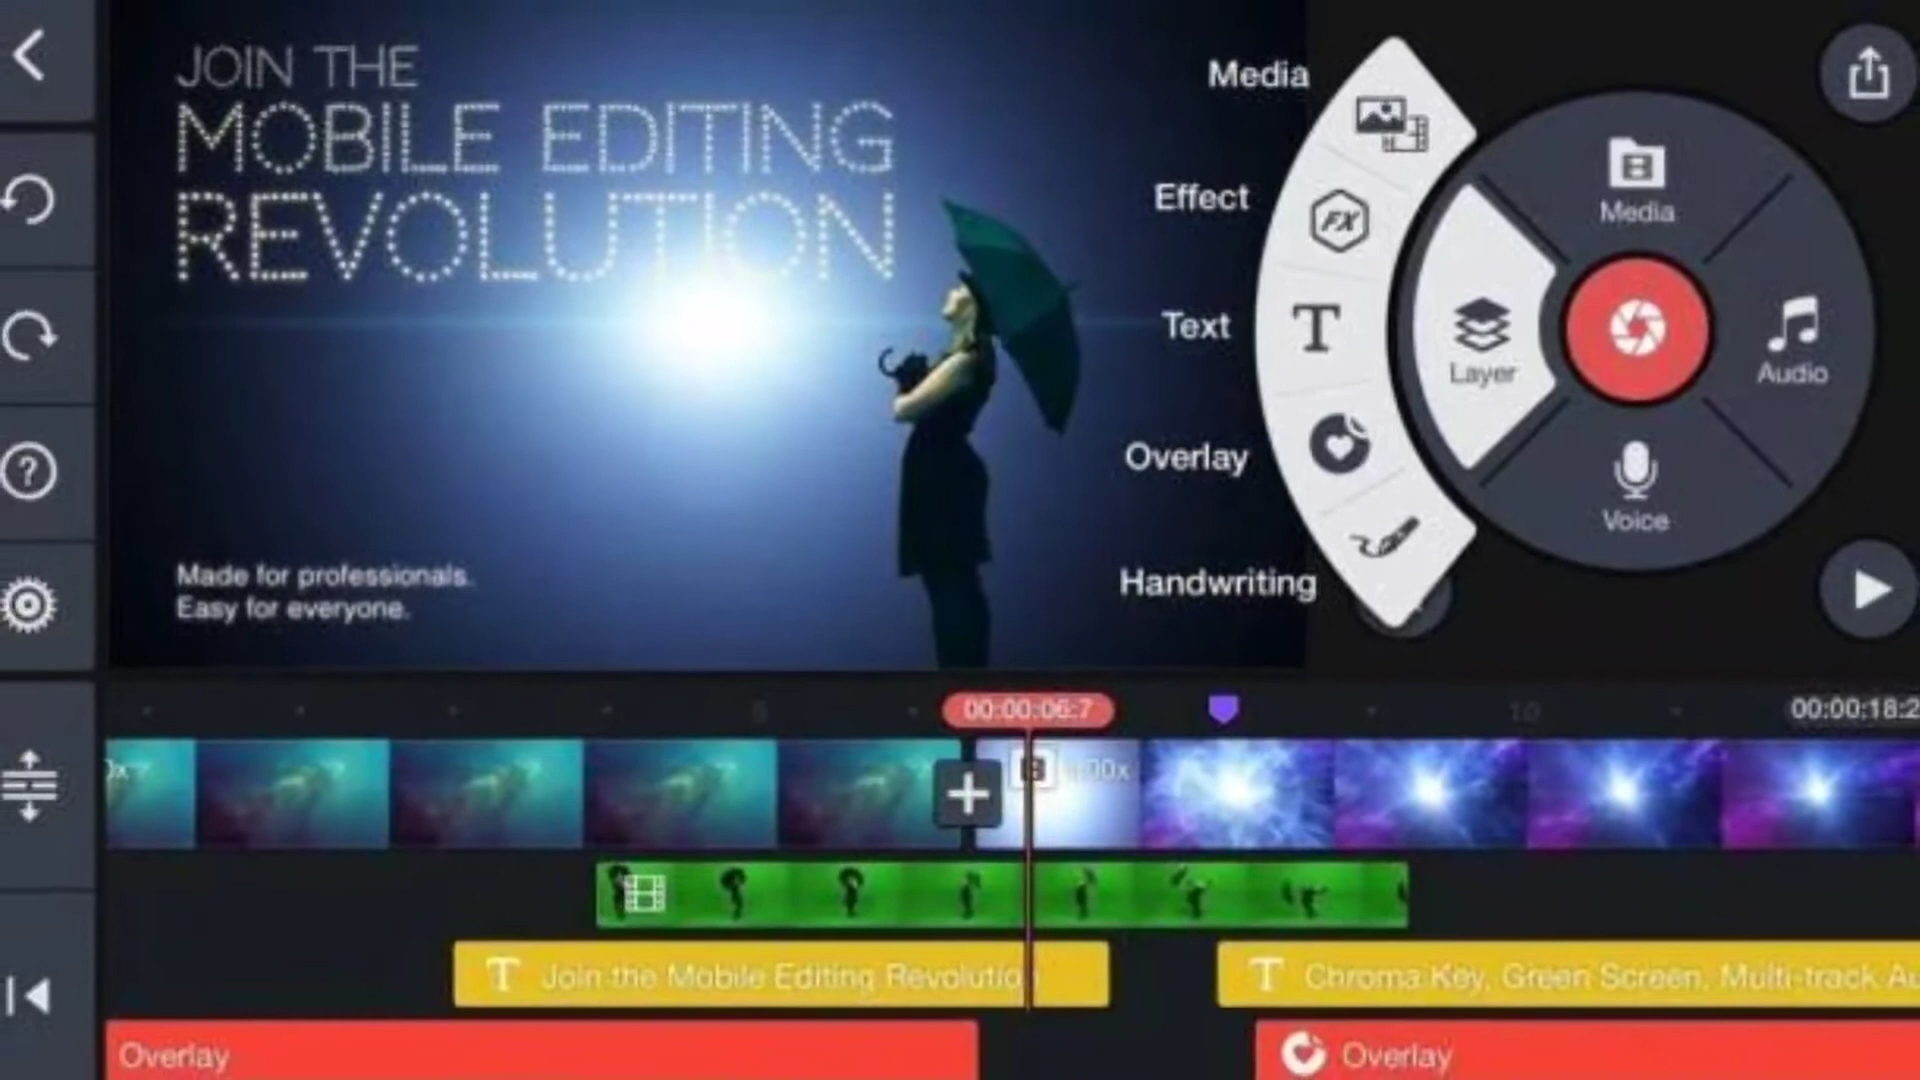 JOIN THE
MOBILE EDITING
REVOLUTION
Made for professionals.
Easy for everyone.
Media
Effect
FX
Text
T
Overlay
Handwriting
Media
Layer
Audio
Voice
00:00:06:7
10
00:00:18:2
T Join the Mobile Editing Revolution
T Chroma Key, Green Screen, Multi-track Au
Overlay
Overlay